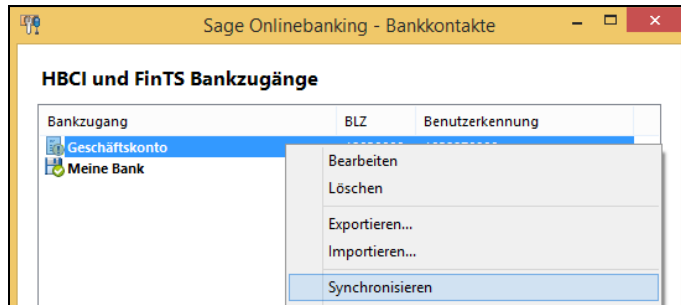 Sage Onlinebanking - Bankkontakte
HBCI und FinTS Bankzugänge
Bankzugang BLZ Benutzerkennung
Geschäftskonto
Meine Bank
Bearbeiten
Löschen
Exportieren...
Importieren...
Synchronisieren